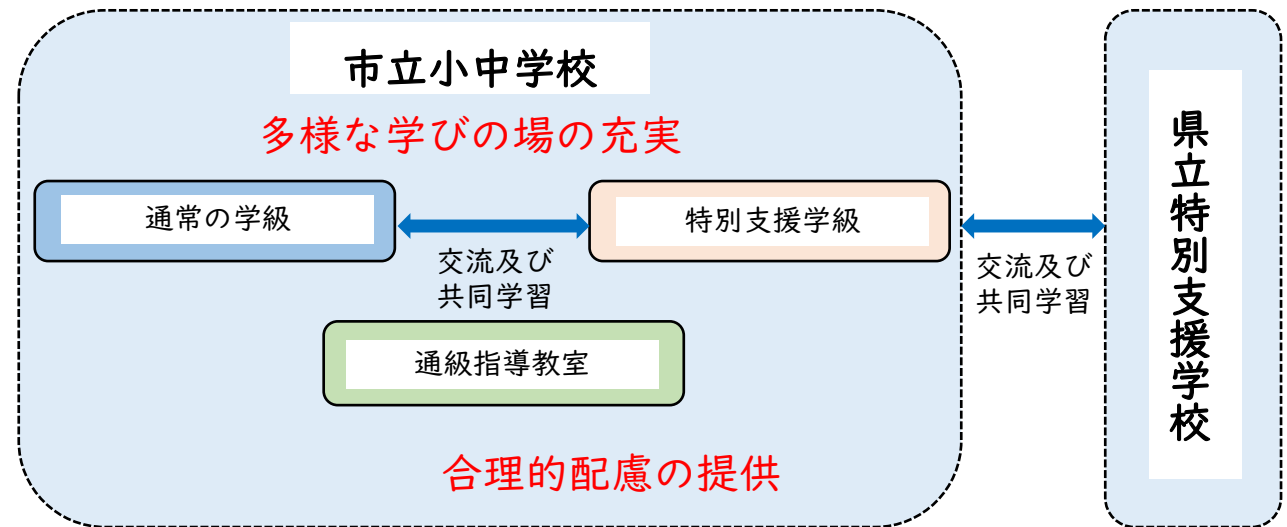 市立小中学校
多様な学びの場の充実
通常の学級
特別支援学級
交流及び
共同学習
通級指導教室
合理的配慮の提供
交流及び
共同学習
県立特別支援学校